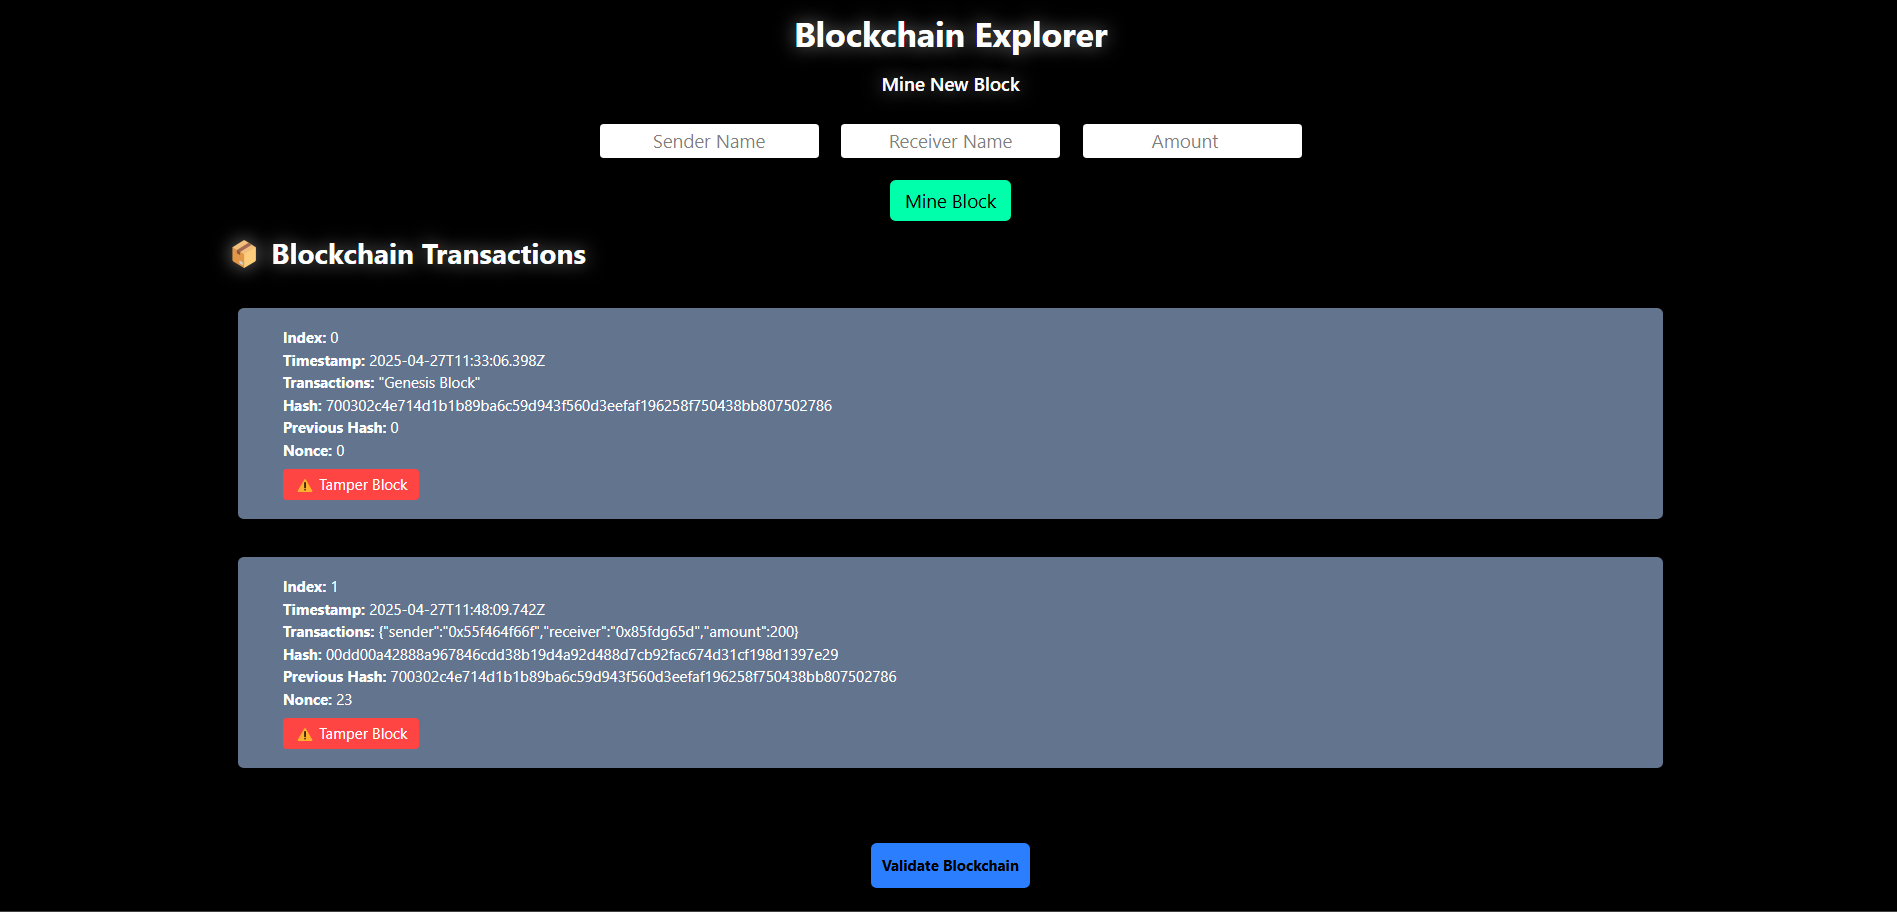 Blockchain Explorer
Mine New Block
Sender Name
Receiver Name
Amount
Mine Block
Blockchain Transactions
Index: 0
Timestamp: 2025-04-27T11:33:06.398Z
Transactions: "Genesis Block"
Hash: 700302c4e714d1b1b89ba6c59d943f560d3eefaf196258f750438bb807502786
Previous Hash: 0
Nonce: 0
Tamper Block
Index: 1
Timestamp: 2025-04-27T11:48:09.742Z
Transactions: {"sender":"0x55f464f66f","receiver":"0x85fdg65d","amount":200}
Hash: 00dd00a42888a967846cdd38b19d4a92d488d7cb92fac674d31cf198d1397e29
Previous Hash: 700302c4e714d1b1b89ba6c59d943f560d3eefaf196258f750438bb807502786
Nonce: 23
Tamper Block
Validate Blockchain